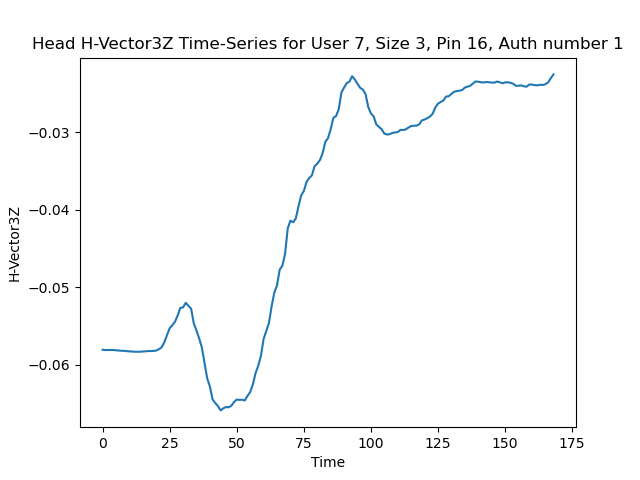 Head H-Vector3Z Time-Series for User 7, Size 3, Pin 16, Auth number 1
H-Vector3Z
−0.03
−0.04
−0.05
−0.06
0 25 50 75 100 125 150 175
Time